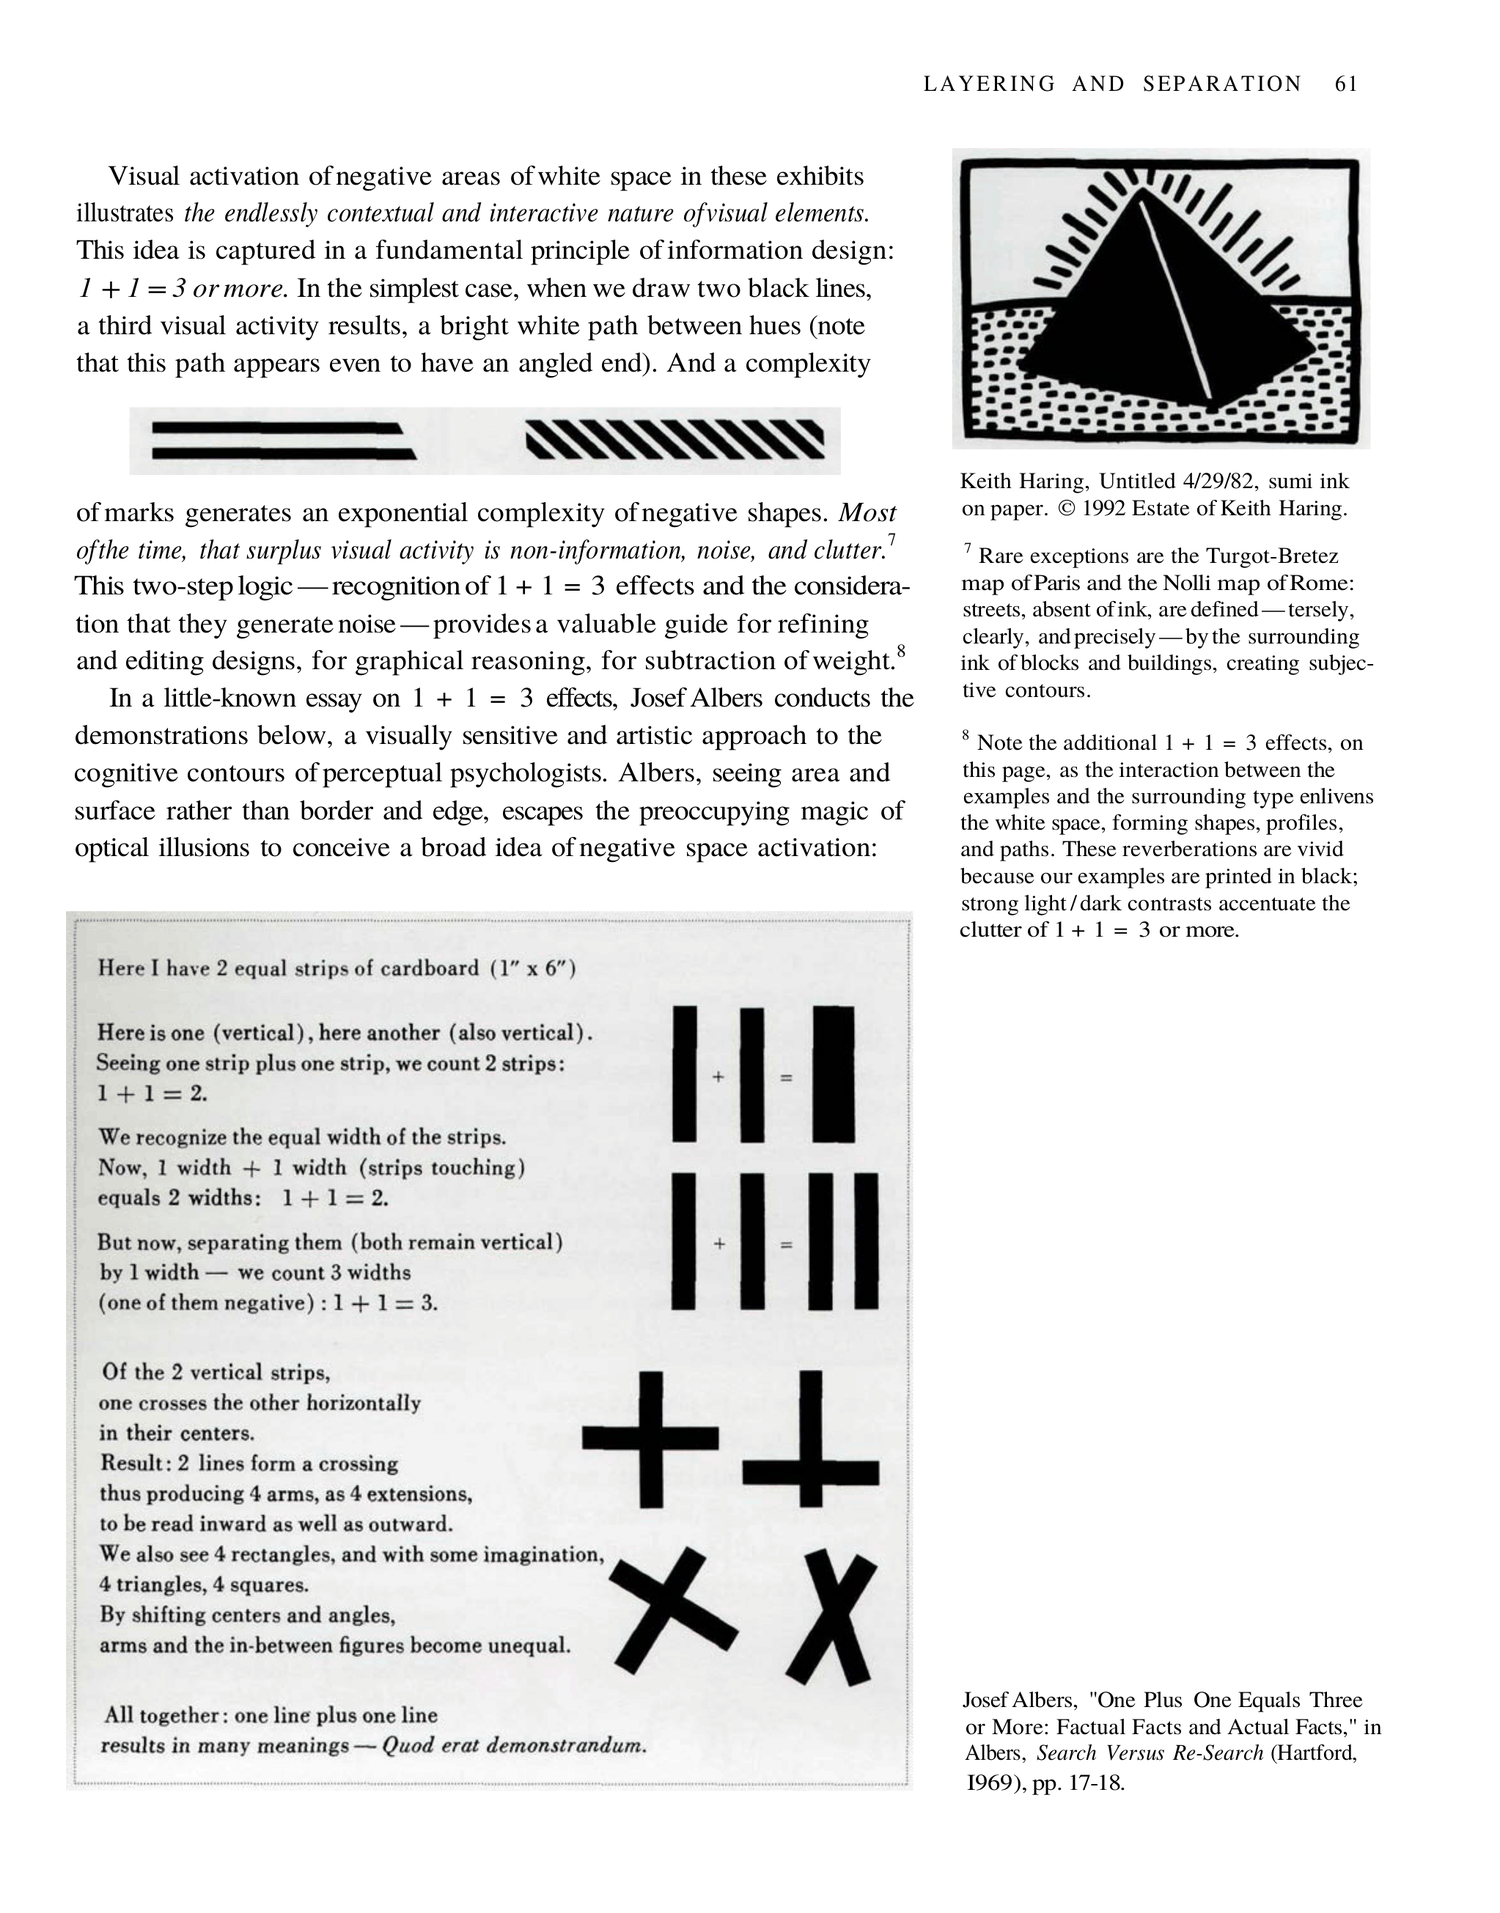 LAYERING AND SEPARATION 61
Visual activation of negative areas of white space in these exhibits
illustrates the endlessly contextual and interactive nature of visual elements.
This idea is captured in a fundamental principle of information design:
1 + 1 = 3 or more. In the simplest case, when we draw two black lines,
a third visual activity results, a bright white path between hues (note
that this path appears even to have an angled end). And a complexity
of marks generates an exponential complexity of negative shapes. Most
of the time, that surplus visual activity is non-information, noise, and clutter.7
This two-step logic — recognition of 1 + 1 = 3 effects and the considera-
tion that they generate noise — provides a valuable guide for refining
and editing designs, for graphical reasoning, for subtraction of weight.8
In a little-known essay on 1 + 1 = 3 effects, Josef Albers conducts the
demonstrations below, a visually sensitive and artistic approach to the
cognitive contours of perceptual psychologists. Albers, seeing area and
surface rather than border and edge, escapes the preoccupying magic of
optical illusions to conceive a broad idea of negative space activation:
Here I have 2 equal strips of cardboard (1″ x 6″)
Here is one (vertical), here another (also vertical).
Seeing one strip plus one strip, we count 2 strips:
1 + 1 = 2.
We recognize the equal width of the strips.
Now, 1 width + 1 width (strips touching)
equals 2 widths: 1 + 1 = 2.
But now, separating them (both remain vertical)
by 1 width — we count 3 widths
(one of them negative) : 1 + 1 = 3.
+ =
+ =
Of the 2 vertical strips,
one crosses the other horizontally
in their centers.
Result: 2 lines form a crossing
thus producing 4 arms, as 4 extensions,
to be read inward as well as outward.
We also see 4 rectangles, and with some imagination,
4 triangles, 4 squares.
By shifting centers and angles,
arms and the in-between figures become unequal.
All together: one line plus one line
results in many meanings — Quod erat demonstrandum.
Keith Haring, Untitled 4/29/82, sumi ink
on paper. © 1992 Estate of Keith Haring.
7 Rare exceptions are the Turgot-Bretez
map of Paris and the Nolli map of Rome:
streets, absent of ink, are defined — tersely,
clearly, and precisely — by the surrounding
ink of blocks and buildings, creating subjec-
tive contours.
8 Note the additional 1 + 1 = 3 effects, on
this page, as the interaction between the
examples and the surrounding type enlivens
the white space, forming shapes, profiles,
and paths. These reverberations are vivid
because our examples are printed in black;
strong light / dark contrasts accentuate the
clutter of 1 + 1 = 3 or more.
Josef Albers, "One Plus One Equals Three
or More: Factual Facts and Actual Facts," in
Albers, Search Versus Re-Search (Hartford,
I969), pp. 17-18.